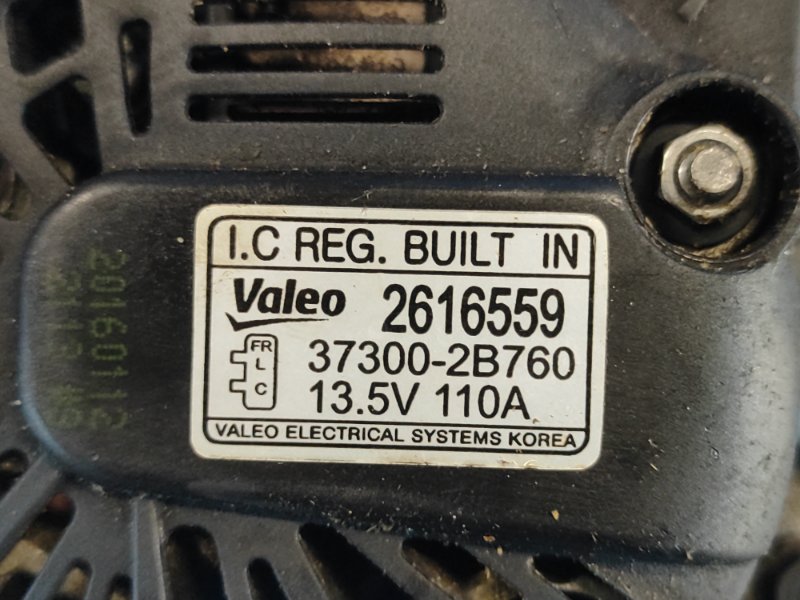 I.C REG. BUILT IN
Valeo 2616559
FR
L
C
37300-2B760
13.5V 110A
VALEO ELECTRICAL SYSTEMS KOREA
20160112